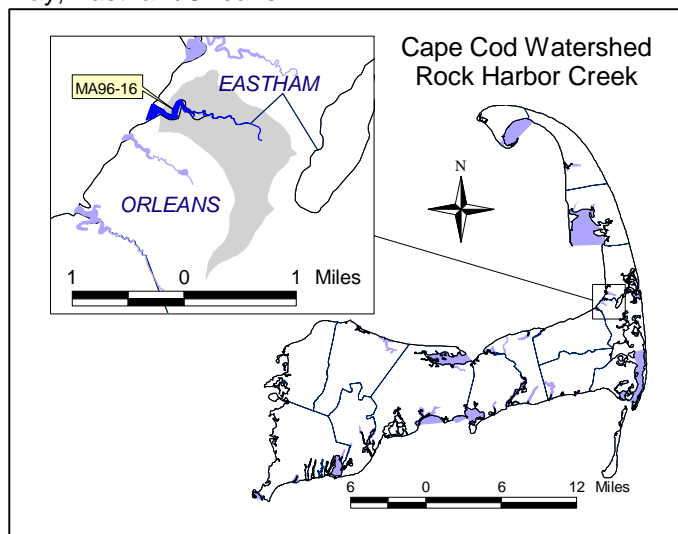 Cape Cod Watershed
Rock Harbor Creek
MA96-16
EASTHAM
ORLEANS
1 0 1 Miles
N
6 0 6 12 Miles